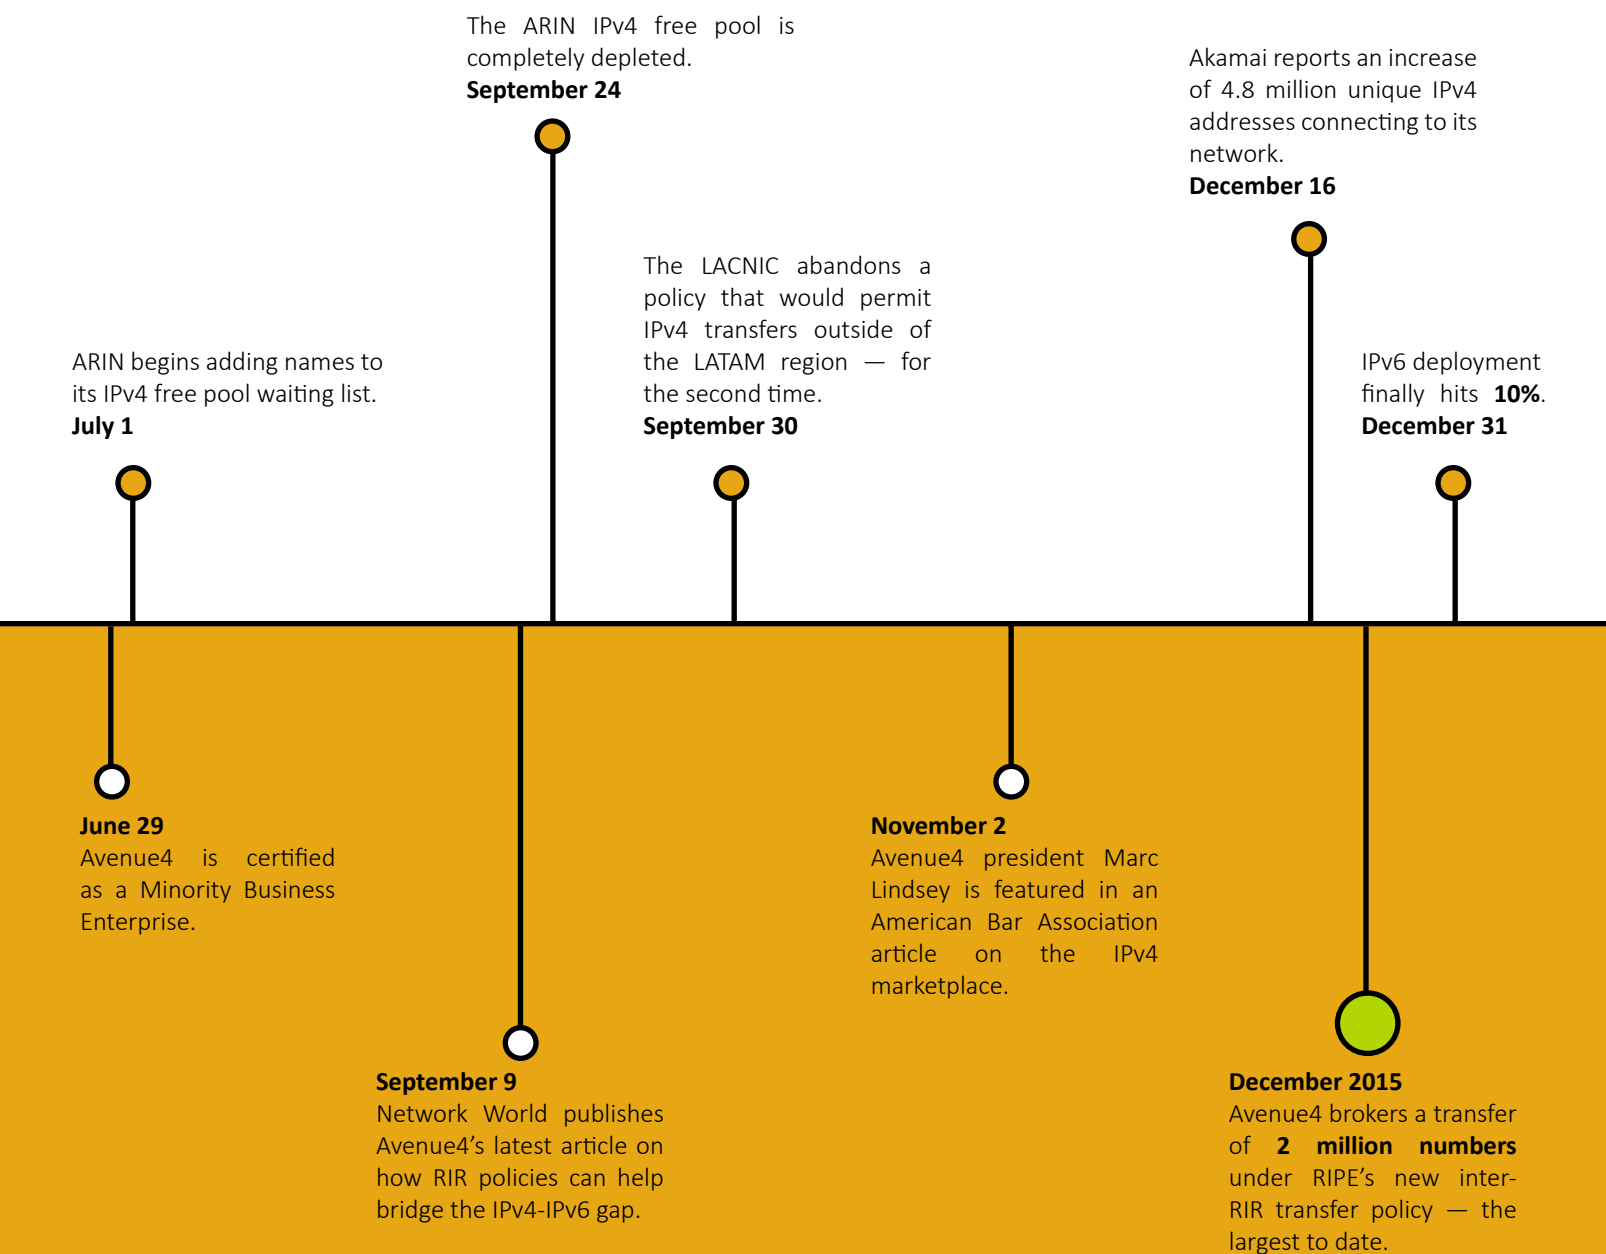 The ARIN IPv4 free pool is
completely depleted.
September 24
Akamai reports an increase
of 4.8 million unique IPv4
addresses connecting to its
network.
December 16
The LACNIC abandons a
policy that would permit
IPv4 transfers outside of
the LATAM region — for
the second time.
September 30
ARIN begins adding names to
its IPv4 free pool waiting list.
July 1
IPv6 deployment
finally hits 10%.
December 31
June 29
Avenue4 is certified
as a Minority Business
Enterprise.
November 2
Avenue4 president Marc
Lindsey is featured in an
American Bar Association
article on the IPv4
marketplace.
September 9
Network World publishes
Avenue4’s latest article on
how RIR policies can help
bridge the IPv4-IPv6 gap.
December 2015
Avenue4 brokers a transfer
of 2 million numbers
under RIPE’s new inter-
RIR transfer policy — the
largest to date.